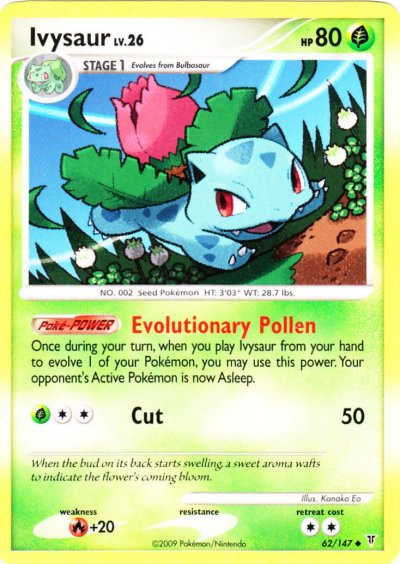 Ivysaur LV.26 HP 80
STAGE 1 Evolves from Bulbasaur
NO. 002 Seed Pokémon HT: 3'03" WT: 28.7 lbs.
Poké-POWER Evolutionary Pollen
Once during your turn, when you play Ivysaur from your hand
to evolve 1 of your Pokémon, you may use this power. Your
opponent's Active Pokémon is now Asleep.
Cut 50
When the bud on its back starts swelling, a sweet aroma wafts
to indicate the flower's coming bloom.
Illus. Kanako Eo
weakness resistance retreat cost
+20
©2009 Pokémon/Nintendo 62/147